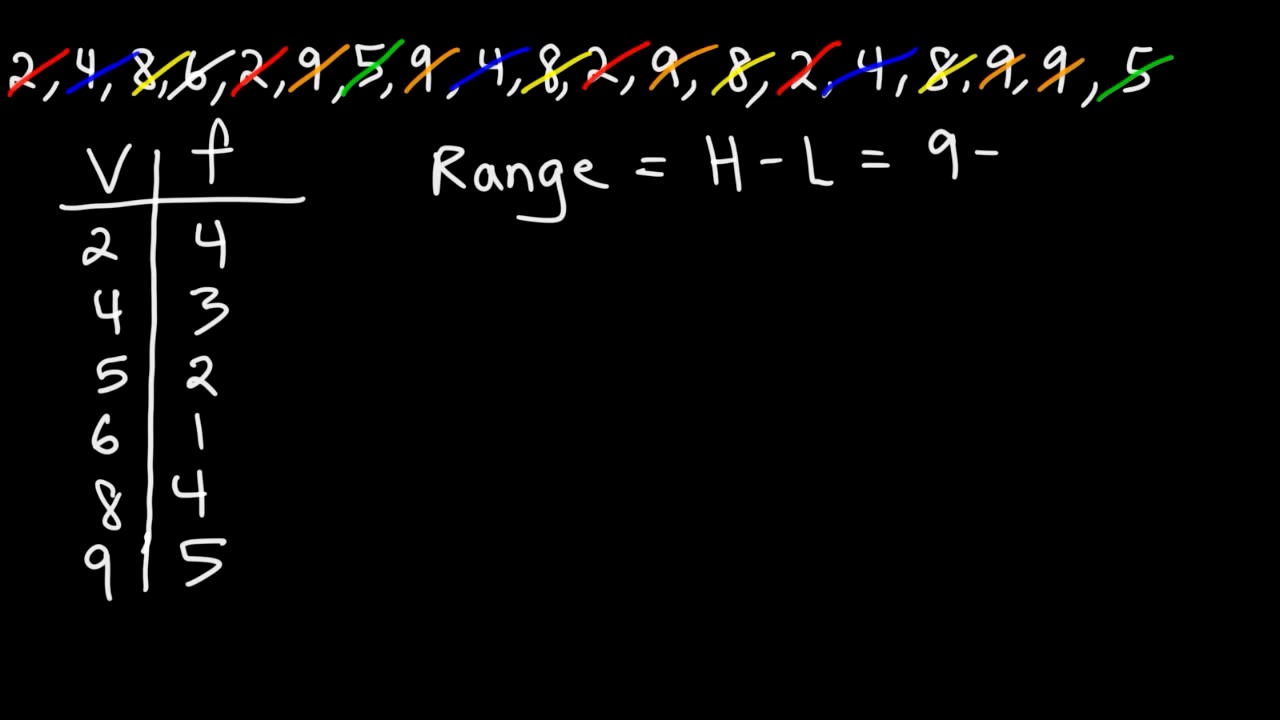 2, 4, 8, 6, 2, 9, 5, 9, 4, 8, 2, 9, 8, 2, 4, 8, 9, 9, 5
V f
Range = H - L = 9 -
2 4
4 3
5 2
6 1
8 4
9 5